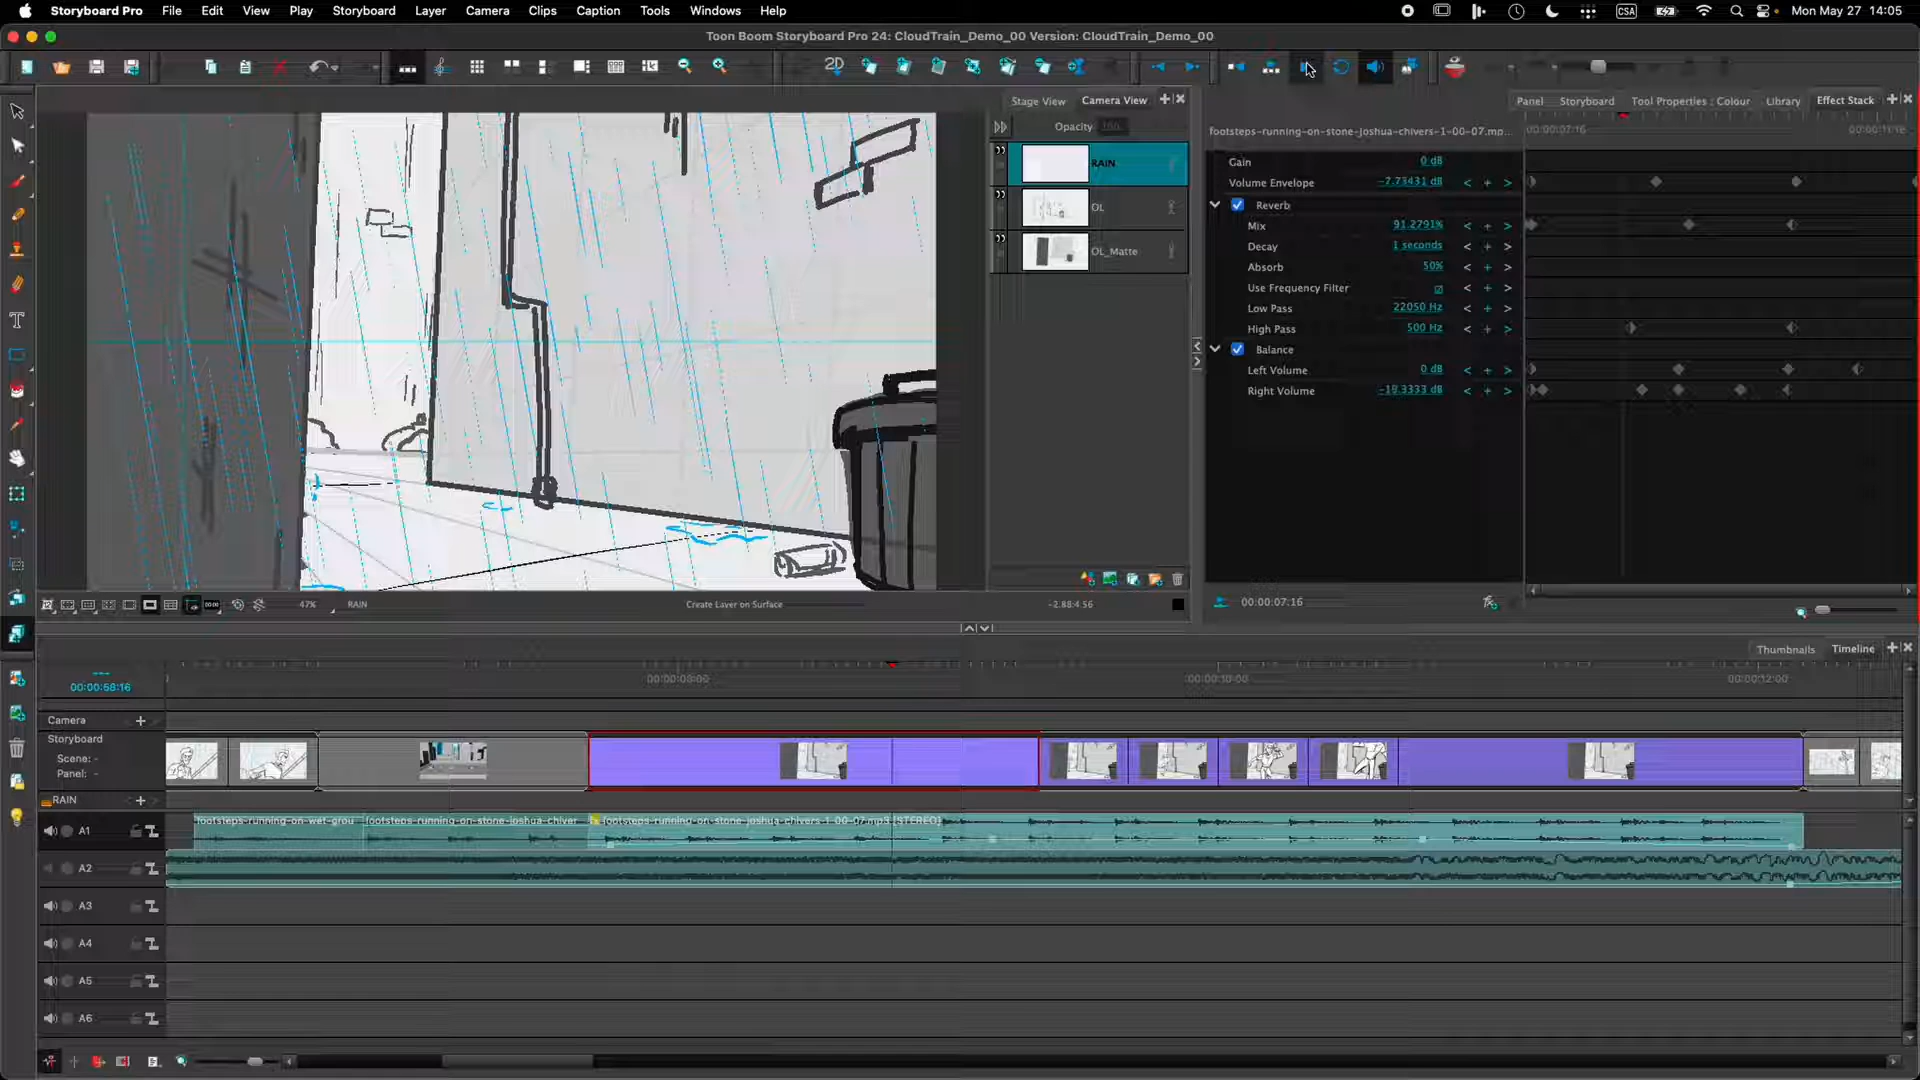 Storyboard Pro File Edit View Play Storyboard Layer Camera Clips Caption Tools Windows Help CSA Mon May 27 14:05
Toon Boom Storyboard Pro 24: CloudTrain_Demo_00 Version: CloudTrain_Demo_00
2D
Stage View Camera View
Panel Storyboard Tool Properties : Colour Library Effect Stack
Opacity 100
footsteps-running-on-stone-joshua-chivers-1-00-07.mp...
00:00:07:16
RAIN
OL
OL_Matte
Gain 0 dB
Volume Envelope -7.73431 dB < + >
Reverb
Mix 91.2791% < + >
Decay 1 seconds < + >
Absorb 50% < + >
Use Frequency Filter < + >
Low Pass 22050 Hz < + >
High Pass 500 Hz < + >
Balance
Left Volume 0 dB < + >
Right Volume -18.3333 dB < + >
47% RAIN Create Layer on Surface -2.88:4.56
00:00:07:16
Thumbnails Timeline
00:00:58:16
00:00:08:00 00:00:10:00 00:00:12:00
Camera
Storyboard
Scene: -
Panel: -
RAIN
A1
footsteps-running-on-wet-grou footsteps-running-on-stone-joshua-chiver footsteps-running-on-stone-joshua-chivers-1-00-07.mp3 [STEREO]
A2
A3
A4
A5
A6